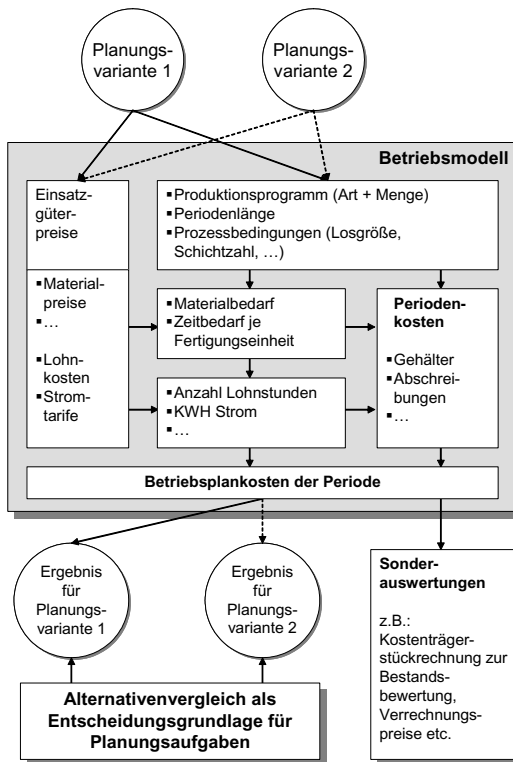 Planungs-
variante 1
Planungs-
variante 2
Betriebsmodell
Einsatz-
güter-
preise
▪Material-
preise
▪…
▪Lohn-
kosten
▪Strom-
tarife
▪Produktionsprogramm (Art + Menge)
▪Periodenlänge
▪Prozessbedingungen (Losgröße,
Schichtzahl, …)
▪Materialbedarf
▪Zeitbedarf je
Fertigungseinheit
▪Anzahl Lohnstunden
▪KWH Strom
▪…
Perioden-
kosten
▪Gehälter
▪Abschrei-
bungen
▪…
Betriebsplankosten der Periode
Ergebnis
für
Planungs-
variante 1
Ergebnis
für
Planungs-
variante 2
Sonder-
auswertungen
z.B.:
Kostenträger-
stückrechnung zur
Bestands-
bewertung,
Verrechnungs-
preise etc.
Alternativenvergleich als
Entscheidungsgrundlage für
Planungsaufgaben